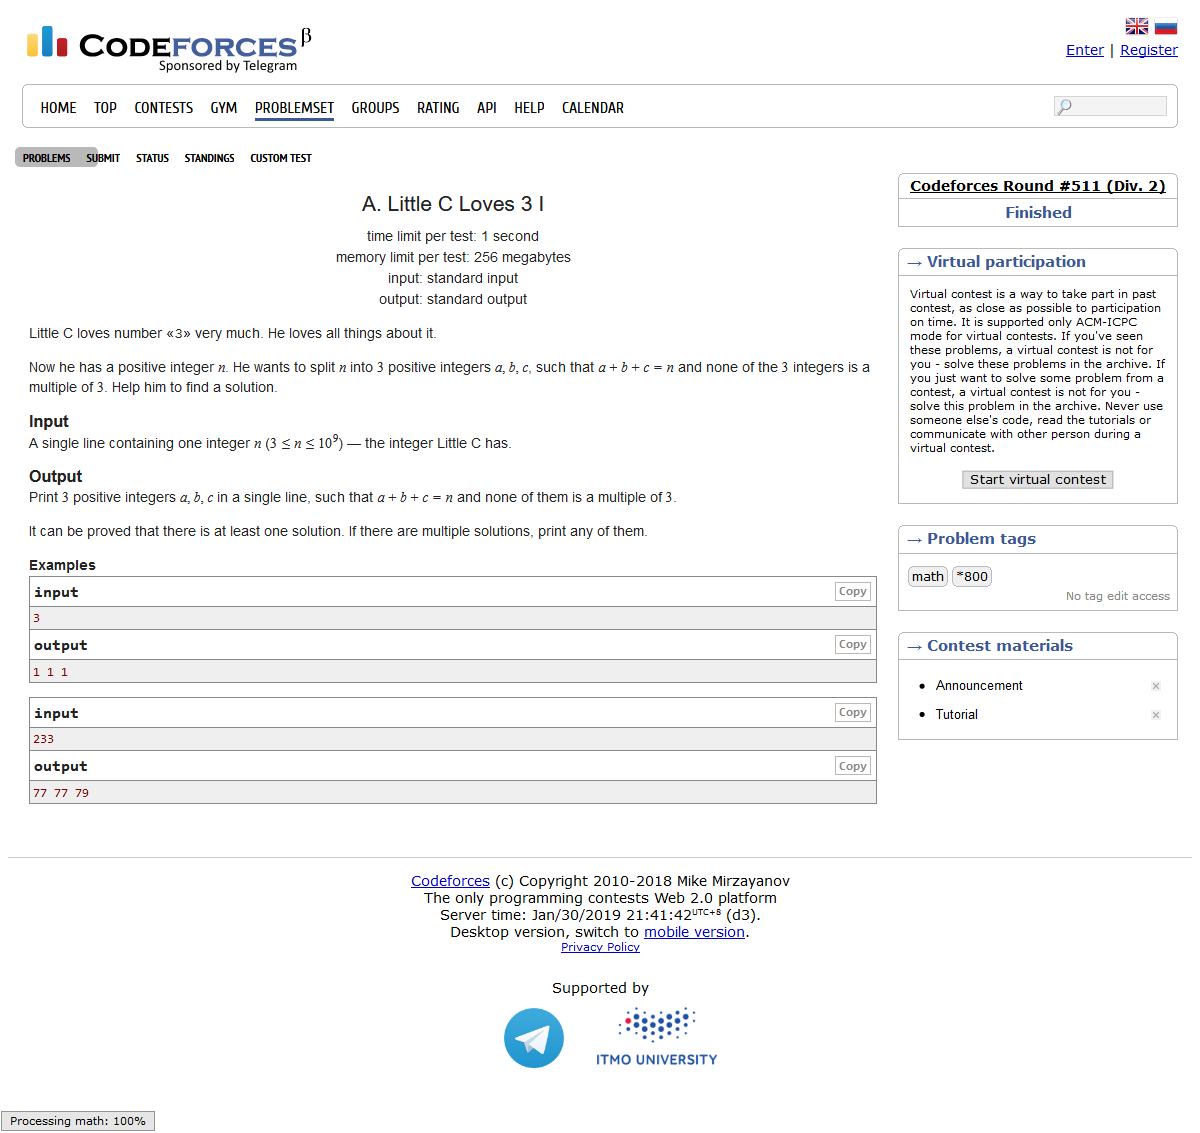 CODEFORCES β
Sponsored by Telegram
Enter | Register
HOME TOP CONTESTS GYM PROBLEMSET GROUPS RATING API HELP CALENDAR
PROBLEMS SUBMIT STATUS STANDINGS CUSTOM TEST
A. Little C Loves 3 I
time limit per test: 1 second
memory limit per test: 256 megabytes
input: standard input
output: standard output
Little C loves number «3» very much. He loves all things about it.
Now he has a positive integer n. He wants to split n into 3 positive integers a, b, c, such that a + b + c = n and none of the 3 integers is a
multiple of 3. Help him to find a solution.
Input
A single line containing one integer n (3 ≤ n ≤ 10⁹) — the integer Little C has.
Output
Print 3 positive integers a, b, c in a single line, such that a + b + c = n and none of them is a multiple of 3.
It can be proved that there is at least one solution. If there are multiple solutions, print any of them.
Examples
input Copy
3
output Copy
1 1 1
input Copy
233
output Copy
77 77 79
Codeforces Round #511 (Div. 2)
Finished
→ Virtual participation
Virtual contest is a way to take part in past
contest, as close as possible to participation
on time. It is supported only ACM-ICPC
mode for virtual contests. If you've seen
these problems, a virtual contest is not for
you - solve these problems in the archive. If
you just want to solve some problem from a
contest, a virtual contest is not for you -
solve this problem in the archive. Never use
someone else's code, read the tutorials or
communicate with other person during a
virtual contest.
Start virtual contest
→ Problem tags
math *800
No tag edit access
→ Contest materials
Announcement
Tutorial
Codeforces (c) Copyright 2010-2018 Mike Mirzayanov
The only programming contests Web 2.0 platform
Server time: Jan/30/2019 21:41:42 UTC+8 (d3).
Desktop version, switch to mobile version.
Privacy Policy
Supported by
ITMO UNIVERSITY
Processing math: 100%